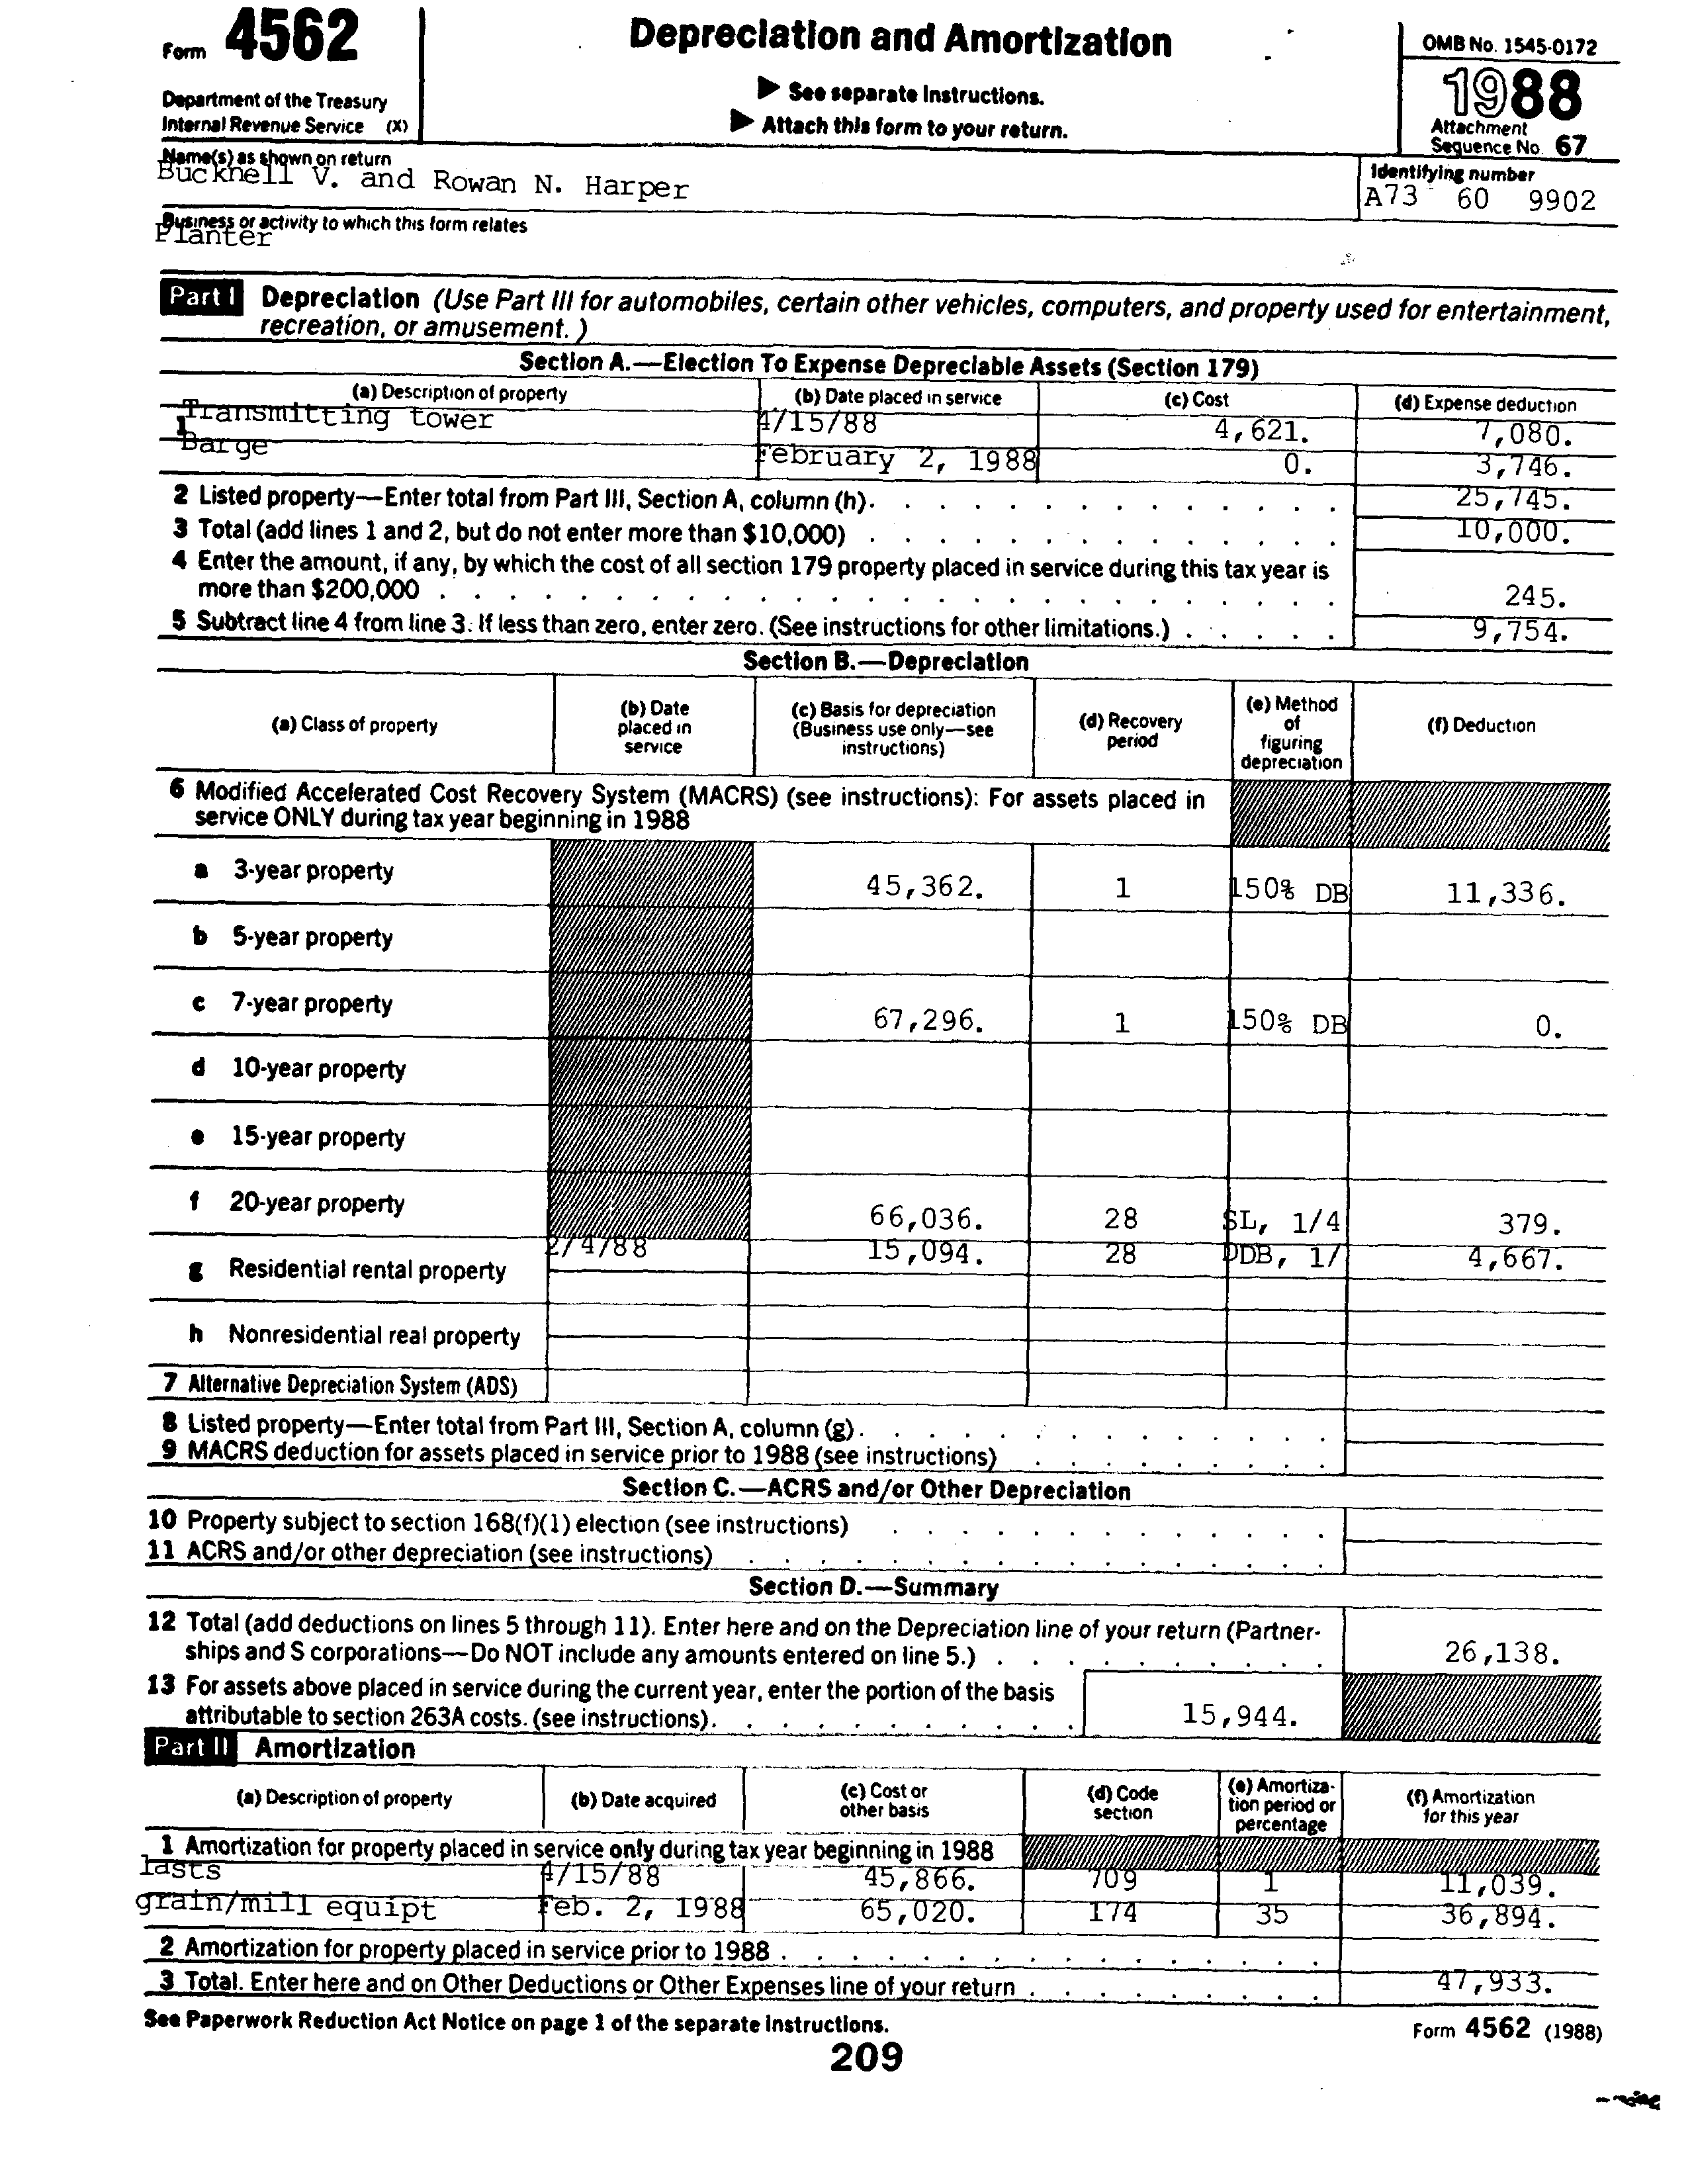 Form 4562
Department of the Treasury
Internal Revenue Service (X)
Depreciation and Amortization
▶ See separate Instructions.
▶ Attach this form to your return.
OMB No. 1545-0172
1988
Attachment
Sequence No. 67
Name(s) as shown on return
Bucknell V. and Rowan N. Harper
Identifying number
A73 60 9902
Business or activity to which this form relates
Planter
Part I Depreciation (Use Part III for automobiles, certain other vehicles, computers, and property used for entertainment,
recreation, or amusement.)
Section A.—Election To Expense Depreciable Assets (Section 179)
(a) Description of property (b) Date placed in service (c) Cost (d) Expense deduction
1 Transmitting tower 4/15/88 4,621. 7,080.
Barge February 2, 1988 0. 3,746.
2 Listed property—Enter total from Part III, Section A, column (h). 25,745.
3 Total (add lines 1 and 2, but do not enter more than $10,000) 10,000.
4 Enter the amount, if any, by which the cost of all section 179 property placed in service during this tax year is
more than $200,000 245.
5 Subtract line 4 from line 3. If less than zero, enter zero. (See instructions for other limitations.) 9,754.
Section B.—Depreciation
(a) Class of property
(b) Date
placed in
service
(c) Basis for depreciation
(Business use only—see
instructions)
(d) Recovery
period
(e) Method
of
figuring
depreciation
(f) Deduction
6 Modified Accelerated Cost Recovery System (MACRS) (see instructions): For assets placed in
service ONLY during tax year beginning in 1988
a 3-year property 45,362. 1 150% DB 11,336.
b 5-year property
c 7-year property 67,296. 1 150% DB 0.
d 10-year property
e 15-year property
f 20-year property 66,036. 28 SL, 1/4 379.
g Residential rental property 2/4/88 15,094. 28 DDB, 1/ 4,667.
h Nonresidential real property
7 Alternative Depreciation System (ADS)
8 Listed property—Enter total from Part III, Section A, column (g).
9 MACRS deduction for assets placed in service prior to 1988 (see instructions)
Section C.—ACRS and/or Other Depreciation
10 Property subject to section 168(f)(1) election (see instructions)
11 ACRS and/or other depreciation (see instructions)
Section D.—Summary
12 Total (add deductions on lines 5 through 11). Enter here and on the Depreciation line of your return (Partner-
ships and S corporations—Do NOT include any amounts entered on line 5.) 26,138.
13 For assets above placed in service during the current year, enter the portion of the basis
attributable to section 263A costs. (see instructions). 15,944.
Part II Amortization
(a) Description of property
(b) Date acquired
(c) Cost or
other basis
(d) Code
section
(e) Amortiza-
tion period or
percentage
(f) Amortization
for this year
1 Amortization for property placed in service only during tax year beginning in 1988
lasts 4/15/88 45,866. 709 1 11,039.
grain/mill equipt Feb. 2, 1988 65,020. 174 35 36,894.
2 Amortization for property placed in service prior to 1988
3 Total. Enter here and on Other Deductions or Other Expenses line of your return 47,933.
See Paperwork Reduction Act Notice on page 1 of the separate Instructions.
Form 4562 (1988)
209